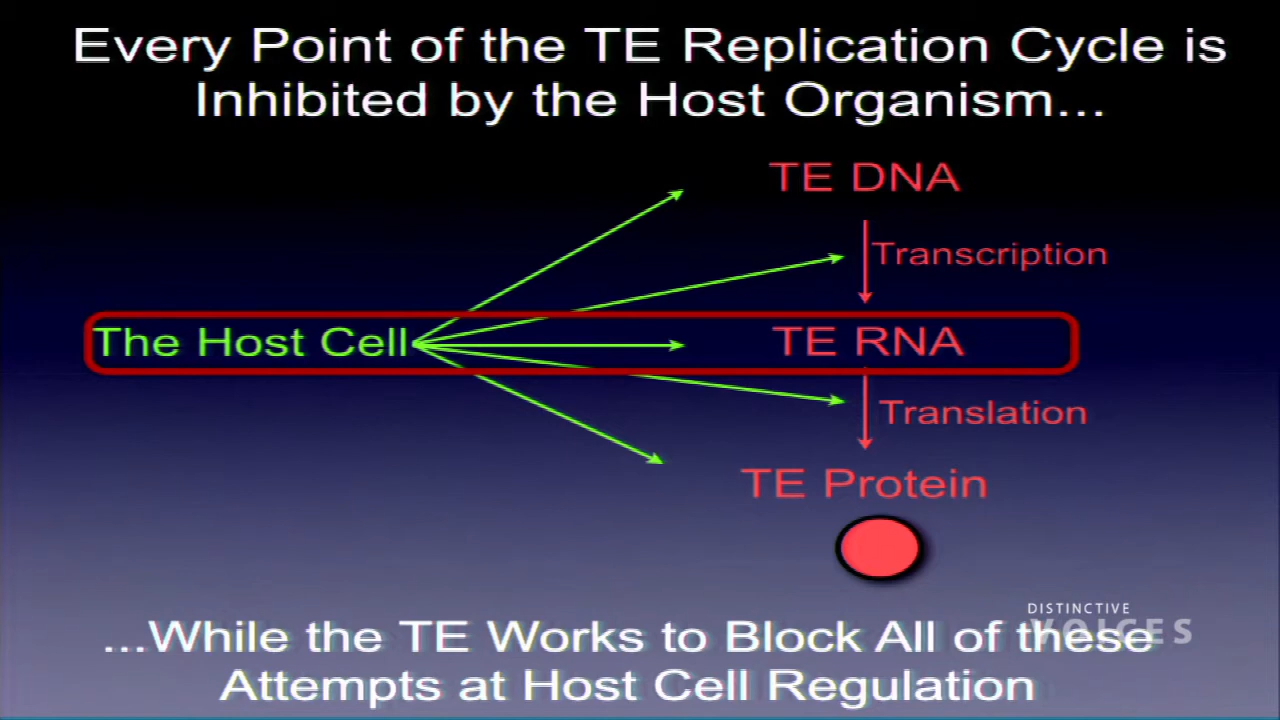 Every Point of the TE Replication Cycle is
Inhibited by the Host Organism...
TE DNA
Transcription
The Host Cell
TE RNA
Translation
TE Protein
DISTINCTIVE
VOICES
...While the TE Works to Block All of these
Attempts at Host Cell Regulation